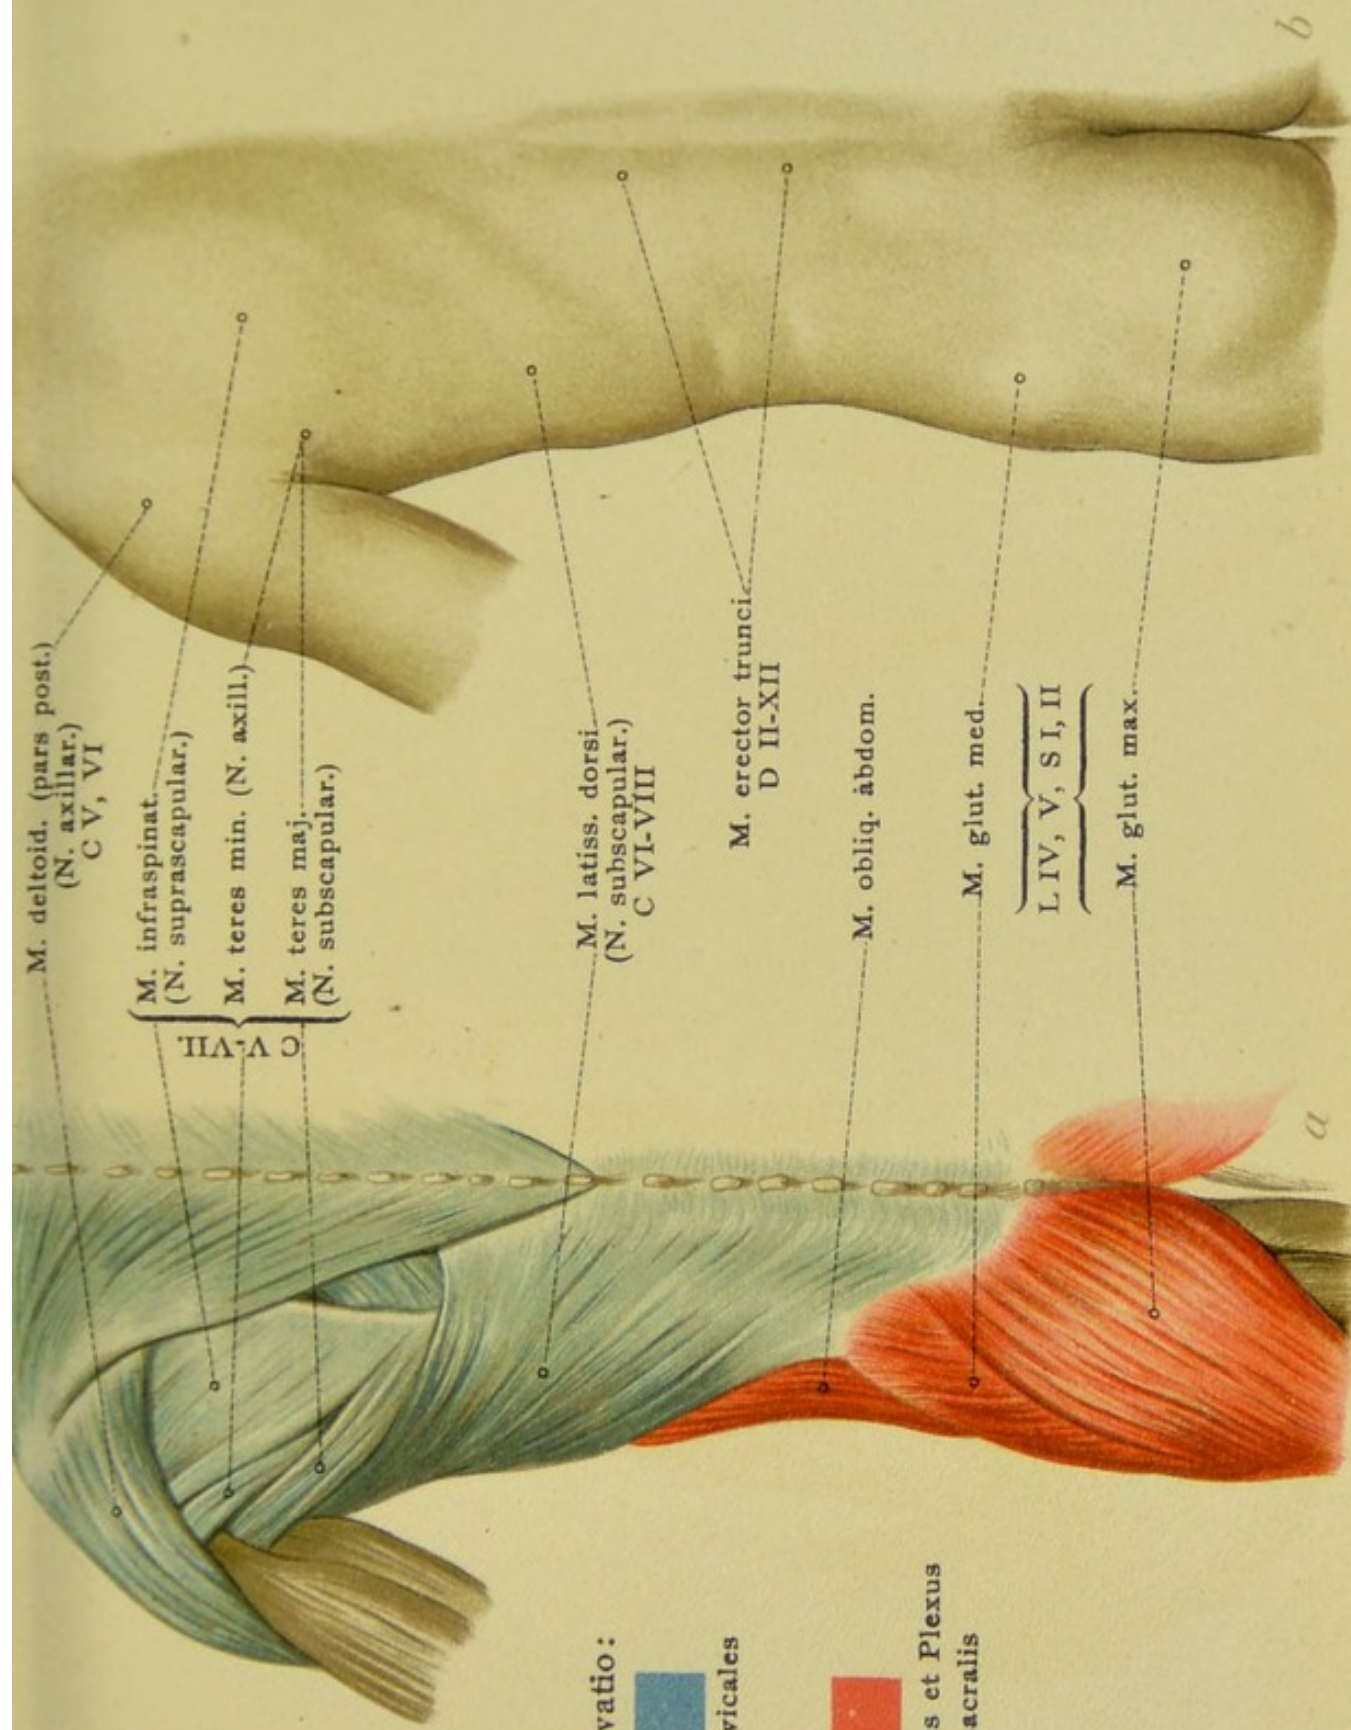 M. deltoid. (pars post.)
(N. axillar.)
C V, VI
M. infraspinat.
(N. suprascapular.)
M. teres min. (N. axill.)
M. teres maj.
(N. subscapular.)
C V-VII.
M. latiss. dorsi
(N. subscapular.)
C VI-VIII
M. erector trunci
D II-XII
M. obliq. àbdom.
M. glut. med.
L IV, V, S I, II
M. glut. max.
a
b
vatio:
vicales
s et Plexus
acralis